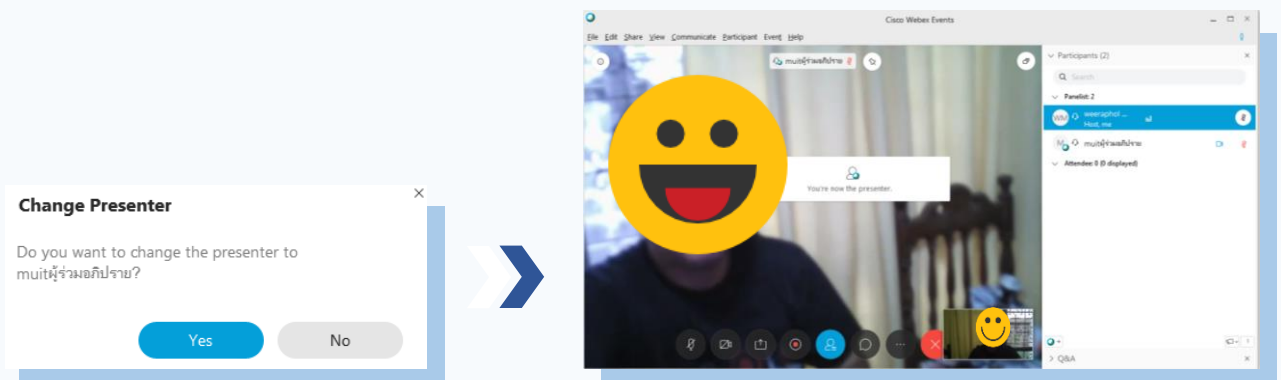 Change Presenter
Do you want to change the presenter to
muitผู้ร่วมอภิปราย?
Yes
No
Cisco Webex Events
File Edit Share View Communicate Participant Event Help
muitผู้ร่วมอภิปราย
You're now the presenter.
Participants (2)
Search
Panelist: 2
WM
weeraphol ...
Host, me
M
muitผู้ร่วมอภิปราย
Attendee: 0 (0 displayed)
Q&A